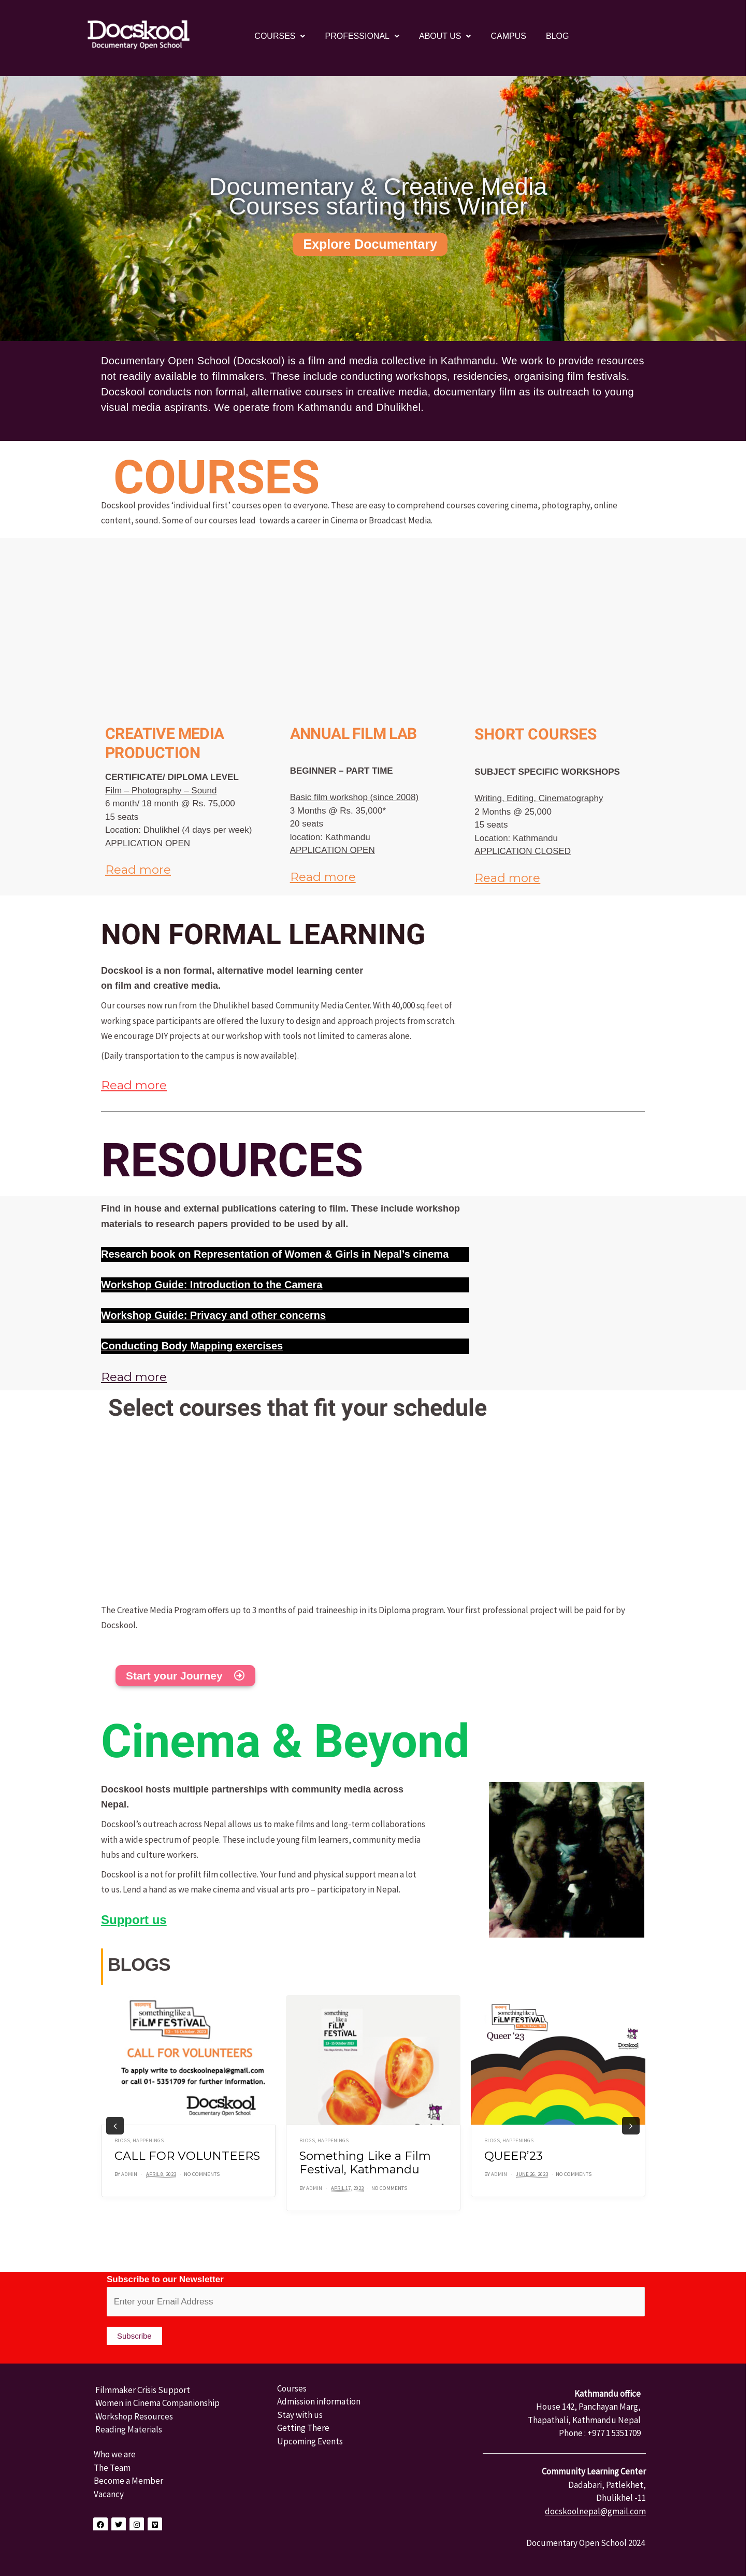 Docskool
Documentary Open School
COURSES
PROFESSIONAL
ABOUT US
CAMPUS
BLOG
Documentary & Creative Media
Courses starting this Winter
Explore Documentary
Documentary Open School (Docskool) is a film and media collective in Kathmandu. We work to provide resources
not readily available to filmmakers. These include conducting workshops, residencies, organising film festivals.
Docskool conducts non formal, alternative courses in creative media, documentary film as its outreach to young
visual media aspirants. We operate from Kathmandu and Dhulikhel.
COURSES
Docskool provides ‘individual first’ courses open to everyone. These are easy to comprehend courses covering cinema, photography, online
content, sound. Some of our courses lead towards a career in Cinema or Broadcast Media.
CREATIVE MEDIA
PRODUCTION
CERTIFICATE/ DIPLOMA LEVEL
Film – Photography – Sound
6 month/ 18 month @ Rs. 75,000
15 seats
Location: Dhulikhel (4 days per week)
APPLICATION OPEN
Read more
ANNUAL FILM LAB
BEGINNER – PART TIME
Basic film workshop (since 2008)
3 Months @ Rs. 35,000*
20 seats
location: Kathmandu
APPLICATION OPEN
Read more
SHORT COURSES
SUBJECT SPECIFIC WORKSHOPS
Writing, Editing, Cinematography
2 Months @ 25,000
15 seats
Location: Kathmandu
APPLICATION CLOSED
Read more
NON FORMAL LEARNING
Docskool is a non formal, alternative model learning center
on film and creative media.
Our courses now run from the Dhulikhel based Community Media Center. With 40,000 sq.feet of
working space participants are offered the luxury to design and approach projects from scratch.
We encourage DIY projects at our workshop with tools not limited to cameras alone.
(Daily transportation to the campus is now available).
Read more
RESOURCES
Find in house and external publications catering to film. These include workshop
materials to research papers provided to be used by all.
Research book on Representation of Women & Girls in Nepal’s cinema
Workshop Guide: Introduction to the Camera
Workshop Guide: Privacy and other concerns
Conducting Body Mapping exercises
Read more
Select courses that fit your schedule
The Creative Media Program offers up to 3 months of paid traineeship in its Diploma program. Your first professional project will be paid for by
Docskool.
Start your Journey
Cinema & Beyond
Docskool hosts multiple partnerships with community media across
Nepal.
Docskool’s outreach across Nepal allows us to make films and long-term collaborations
with a wide spectrum of people. These include young film learners, community media
hubs and culture workers.
Docskool is a not for profilt film collective. Your fund and physical support mean a lot
to us. Lend a hand as we make cinema and visual arts pro – participatory in Nepal.
Support us
BLOGS
something like a
FILM FESTIVAL
CALL FOR VOLUNTEERS
To apply write to docskoolnepal@gmail.com
or call 01- 5351709 for further information.
Docskool
Documentary Open School
BLOGS, HAPPENINGS
CALL FOR VOLUNTEERS
BY ADMIN
APRIL 8, 2023
NO COMMENTS
something
like a
FILM
FESTIVAL
BLOGS, HAPPENINGS
Something Like a Film
Festival, Kathmandu
BY ADMIN
APRIL 17, 2023
NO COMMENTS
something like a
FILM FESTIVAL
Queer ’23
Docskool
BLOGS, HAPPENINGS
QUEER’23
BY ADMIN
JUNE 28, 2023
NO COMMENTS
Subscribe to our Newsletter
Enter your Email Address
Subscribe
Filmmaker Crisis Support
Women in Cinema Companionship
Workshop Resources
Reading Materials
Who we are
The Team
Become a Member
Vacancy
Courses
Admission information
Stay with us
Getting There
Upcoming Events
Kathmandu office
House 142, Panchayan Marg,
Thapathali, Kathmandu Nepal
Phone : +977 1 5351709
Community Learning Center
Dadabari, Patlekhet,
Dhulikhel -11
docskoolnepal@gmail.com
Documentary Open School 2024